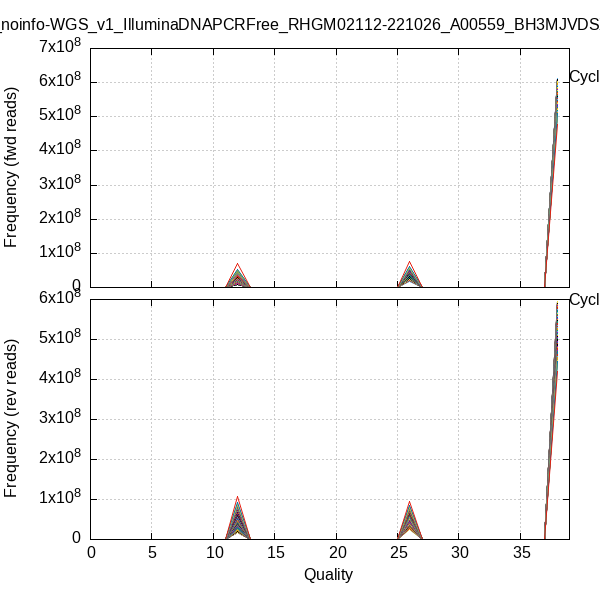 _noinfo-WGS_v1_IlluminaDNAPCRFree_RHGM02112-221026_A00559_BH3MJVDS
7x10^8
6x10^8
5x10^8
4x10^8
3x10^8
2x10^8
1x10^8
0
Frequency (fwd reads)
Cycl
6x10^8
5x10^8
4x10^8
3x10^8
2x10^8
1x10^8
0
Frequency (rev reads)
Cycl
0 5 10 15 20 25 30 35
Quality